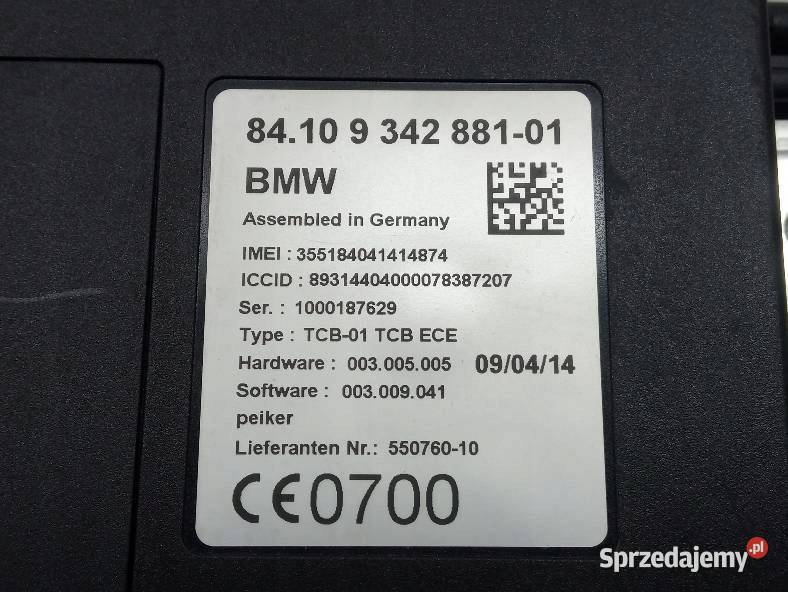 84.10 9 342 881-01
BMW
Assembled in Germany
IMEI : 355184041414874
ICCID : 89314404000078387207
Ser. : 1000187629
Type : TCB-01 TCB ECE
Hardware : 003.005.005 09/04/14
Software : 003.009.041
peiker
Lieferanten Nr.: 550760-10
CE0700
Sprzedajemy.pl